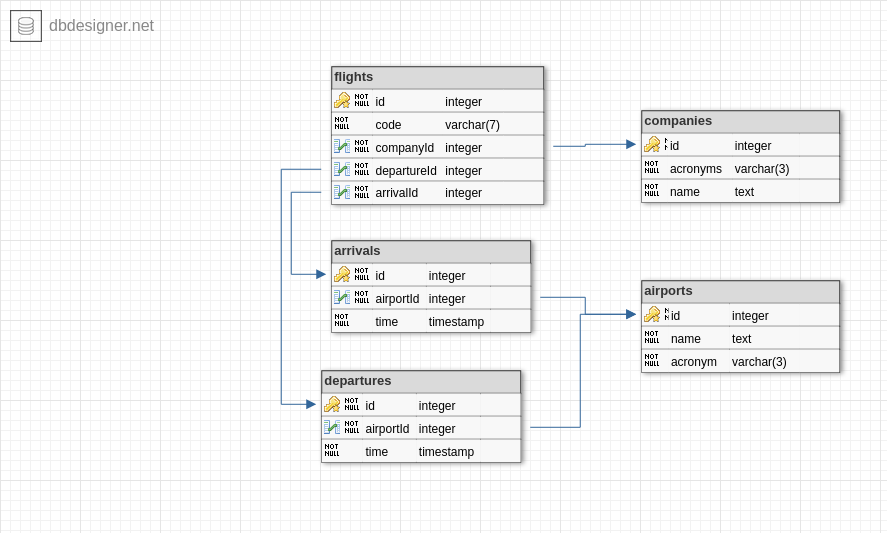 dbdesigner.net
flights
NOT NULL id integer
NOT NULL code varchar(7)
NOT NULL companyId integer
NOT NULL departureId integer
NOT NULL arrivalId integer
companies
id integer
NOT NULL acronyms varchar(3)
NOT NULL name text
arrivals
NOT NULL id integer
NOT NULL airportId integer
NOT NULL time timestamp
airports
id integer
NOT NULL name text
NOT NULL acronym varchar(3)
departures
NOT NULL id integer
NOT NULL airportId integer
NOT NULL time timestamp